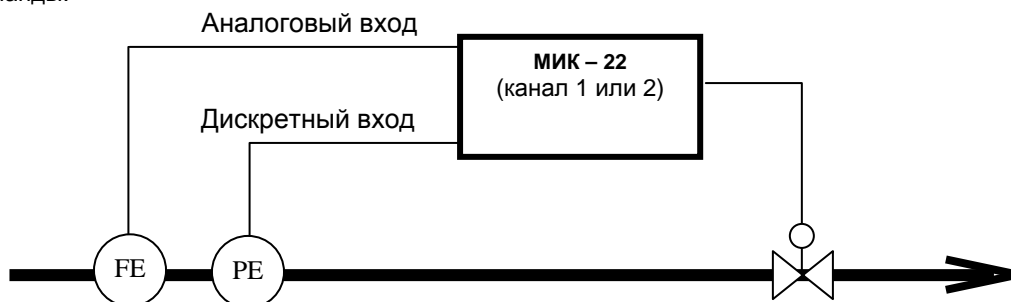 Аналоговый вход
МИК – 22
(канал 1 или 2)
Дискретный вход
FE
PE